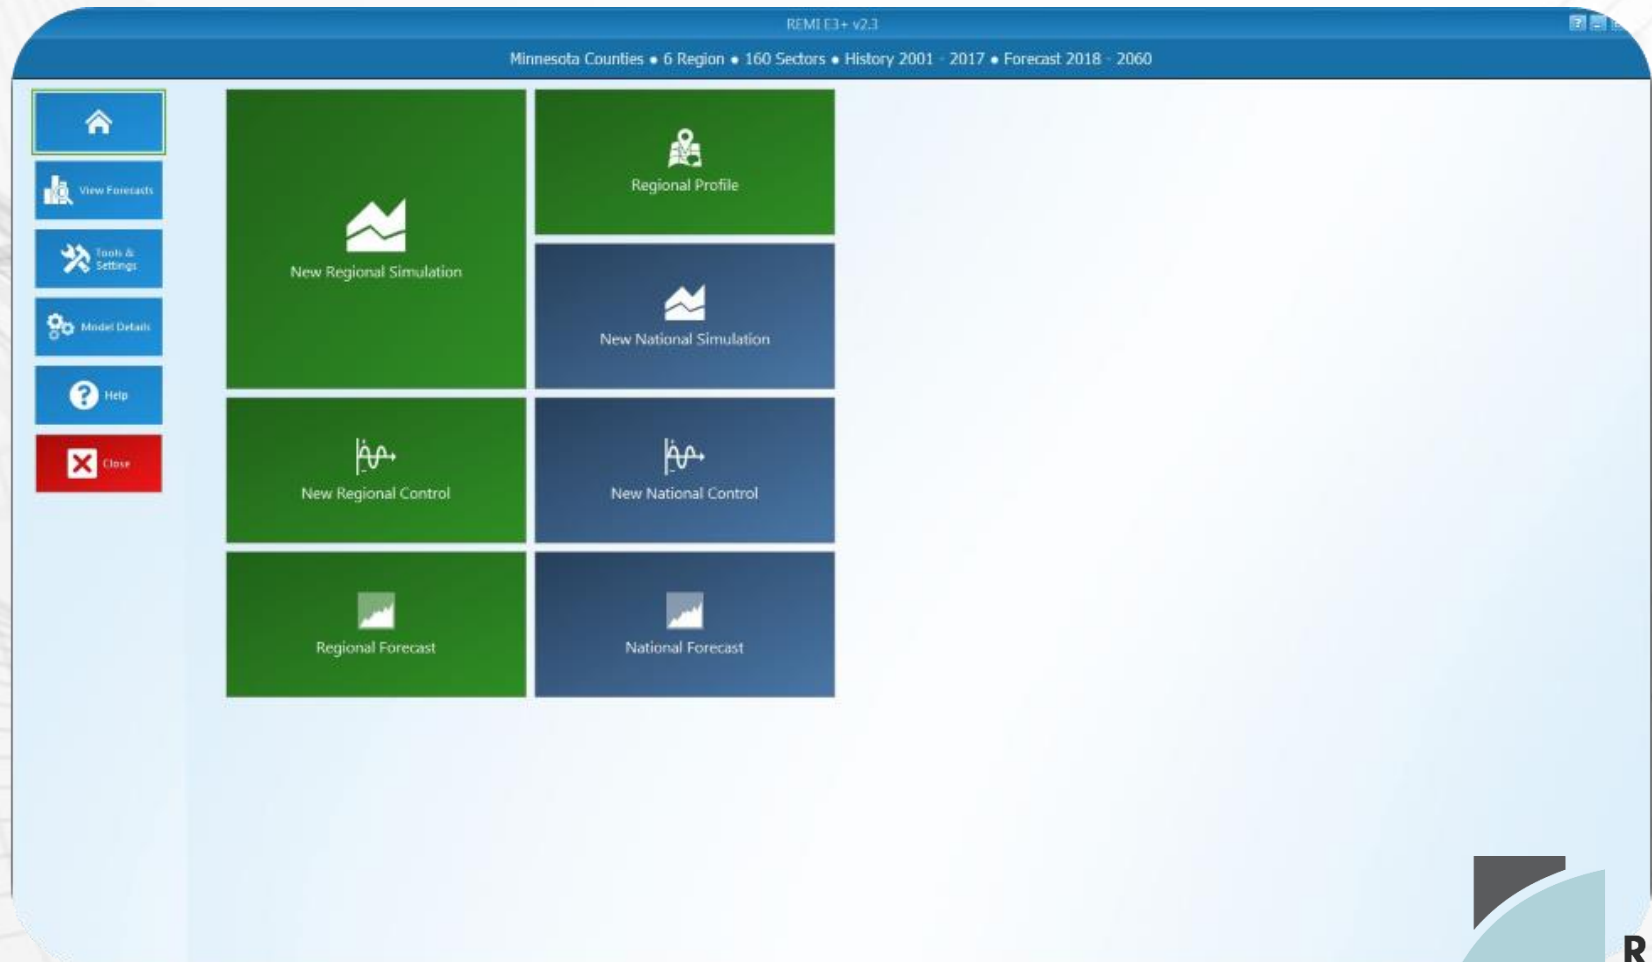 REMI E3+ v2.3
Minnesota Counties ● 6 Region ● 160 Sectors ● History 2001 - 2017 ● Forecast 2018 - 2060
View Forecasts
Tools &
Settings
Model Details
Help
Close
New Regional Simulation
Regional Profile
New National Simulation
New Regional Control
New National Control
Regional Forecast
National Forecast
R